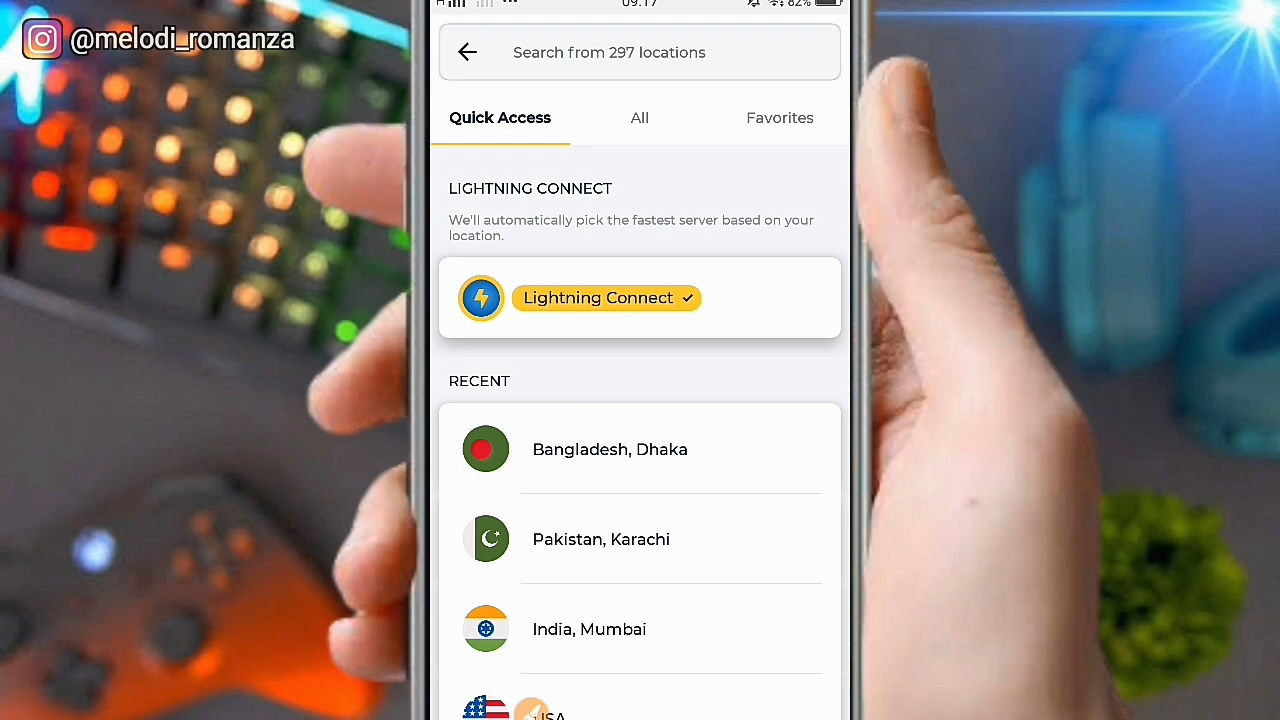 @melodi_romanza
09:17
82%
Search from 297 locations
Quick Access
All
Favorites
LIGHTNING CONNECT
We'll automatically pick the fastest server based on your
location.
Lightning Connect
RECENT
Bangladesh, Dhaka
Pakistan, Karachi
India, Mumbai
USA